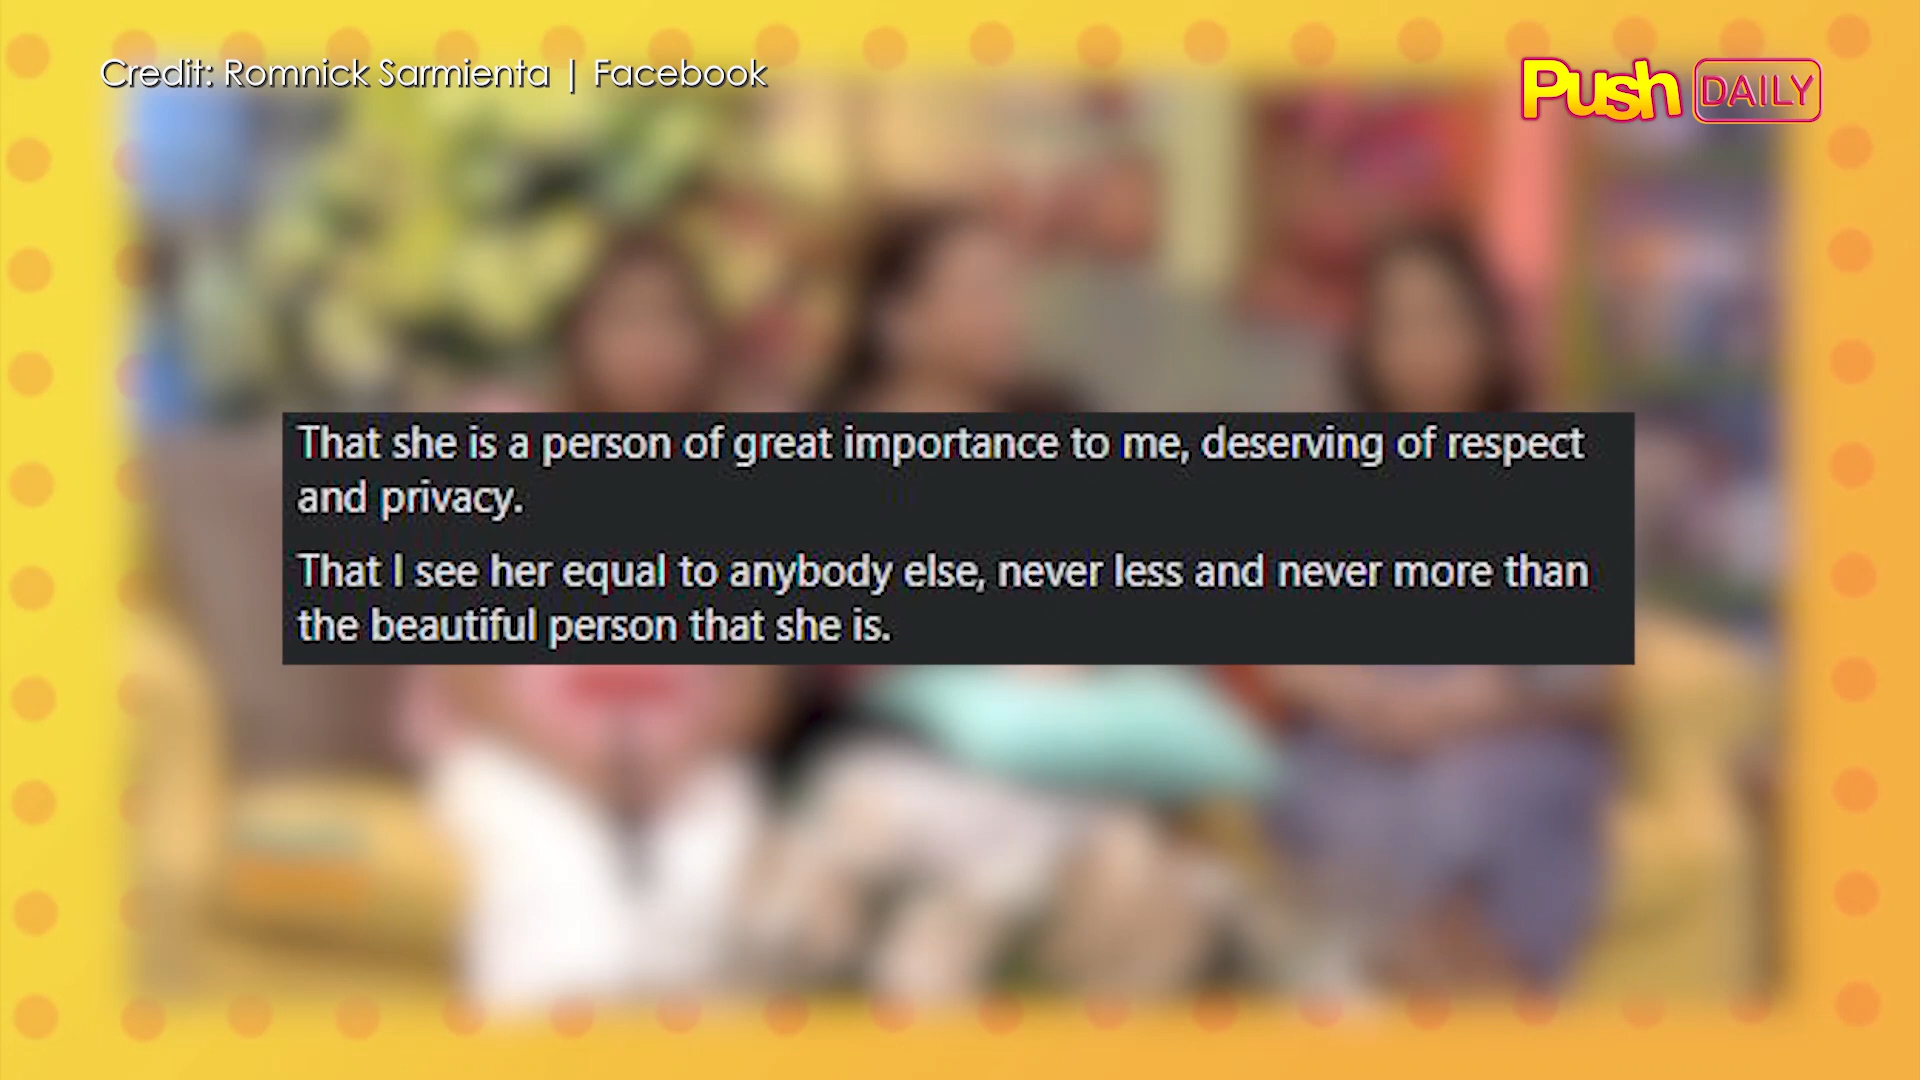 Credit: Romnick Sarmienta | Facebook
Push DAILY
That she is a person of great importance to me, deserving of respect
and privacy.
That I see her equal to anybody else, never less and never more than
the beautiful person that she is.